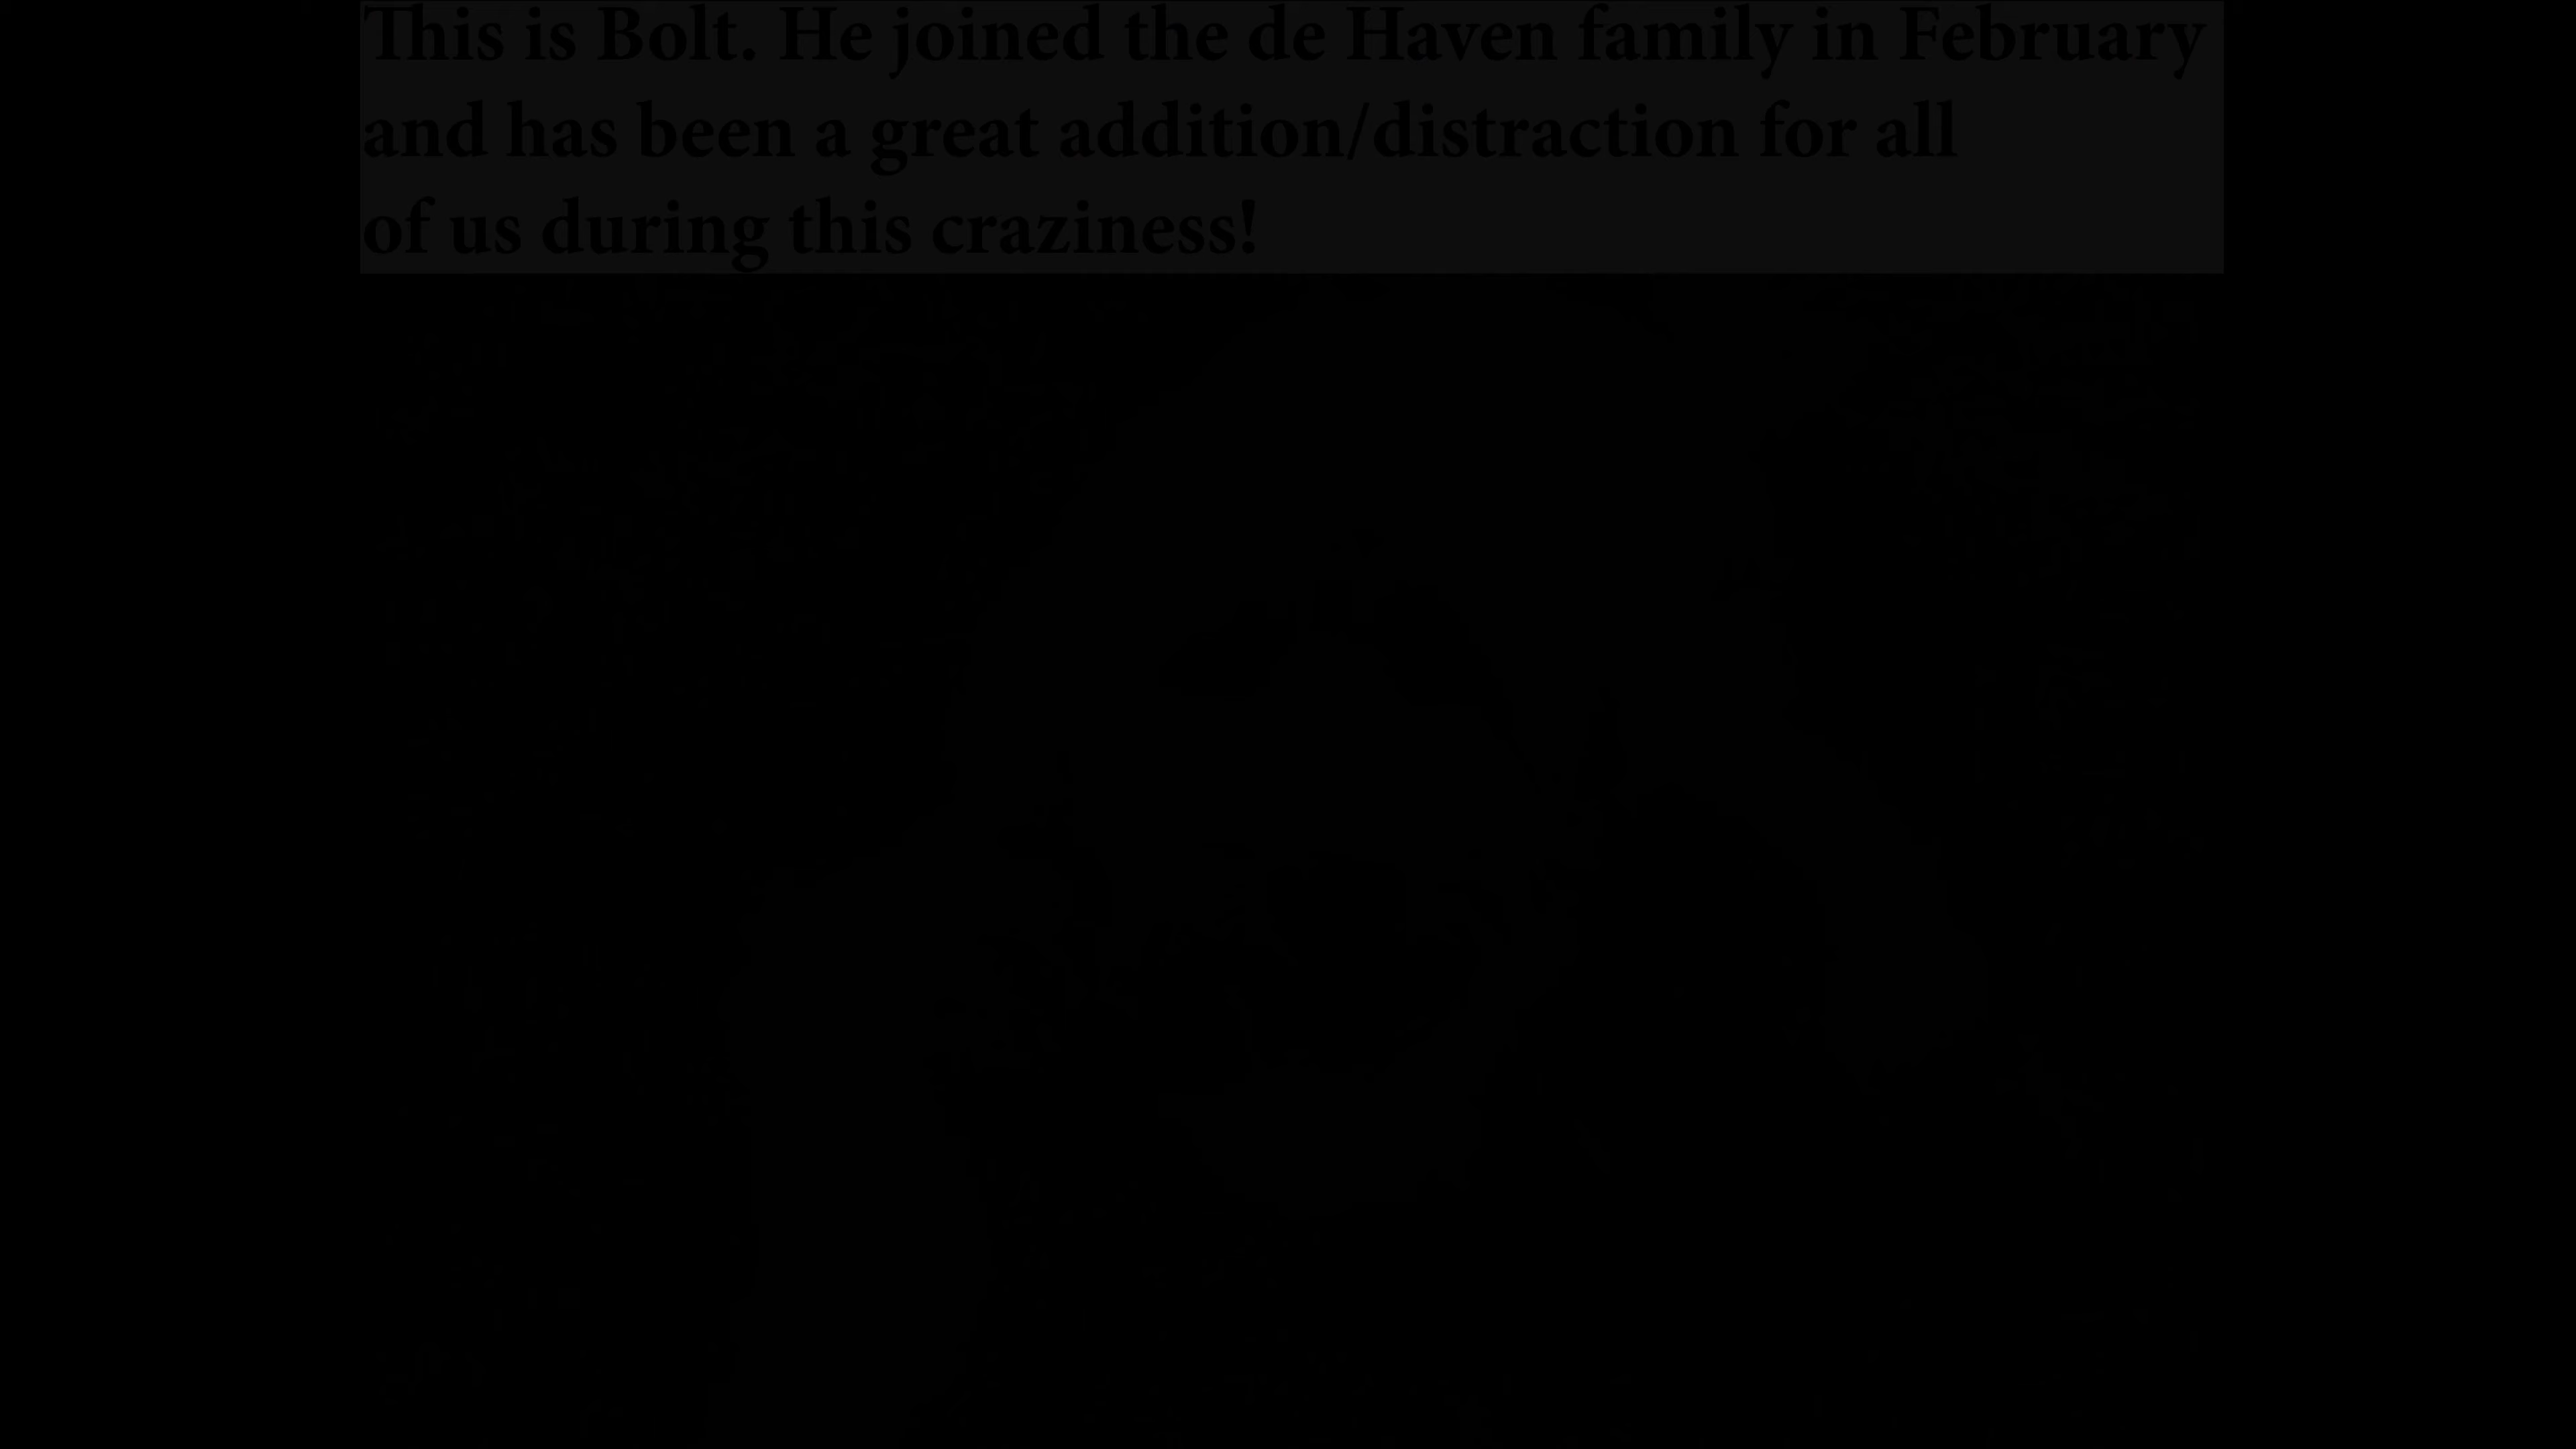 This is Bolt. He joined the de Haven family in February
and has been a great addition/distraction for all
of us during this craziness!